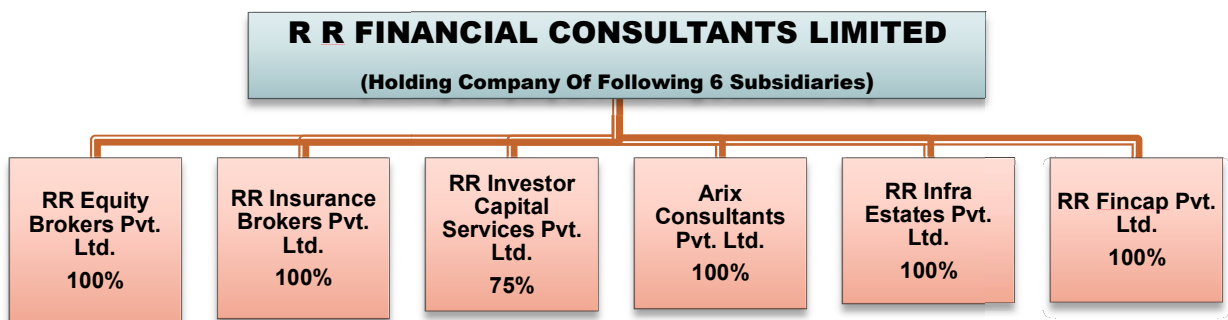 R R FINANCIAL CONSULTANTS LIMITED
(Holding Company Of Following 6 Subsidiaries)
RR Equity
Brokers Pvt.
Ltd.
100%
RR Insurance
Brokers Pvt.
Ltd.
100%
RR Investor
Capital
Services Pvt.
Ltd.
75%
Arix
Consultants
Pvt. Ltd.
100%
RR Infra
Estates Pvt.
Ltd.
100%
RR Fincap Pvt.
Ltd.
100%